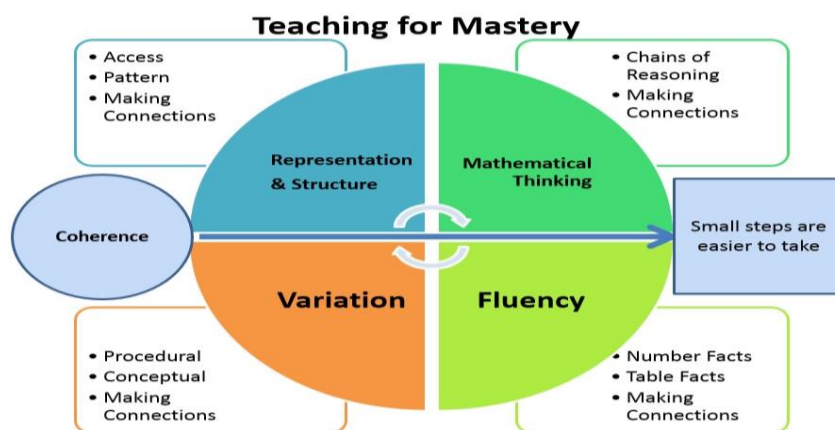 Teaching for Mastery
• Access
• Pattern
• Making
Connections
• Chains of
Reasoning
• Making
Connections
Representation
& Structure
Mathematical
Thinking
Coherence
Small steps are
easier to take
Variation
Fluency
• Procedural
• Conceptual
• Making
Connections
• Number Facts
• Table Facts
• Making
Connections